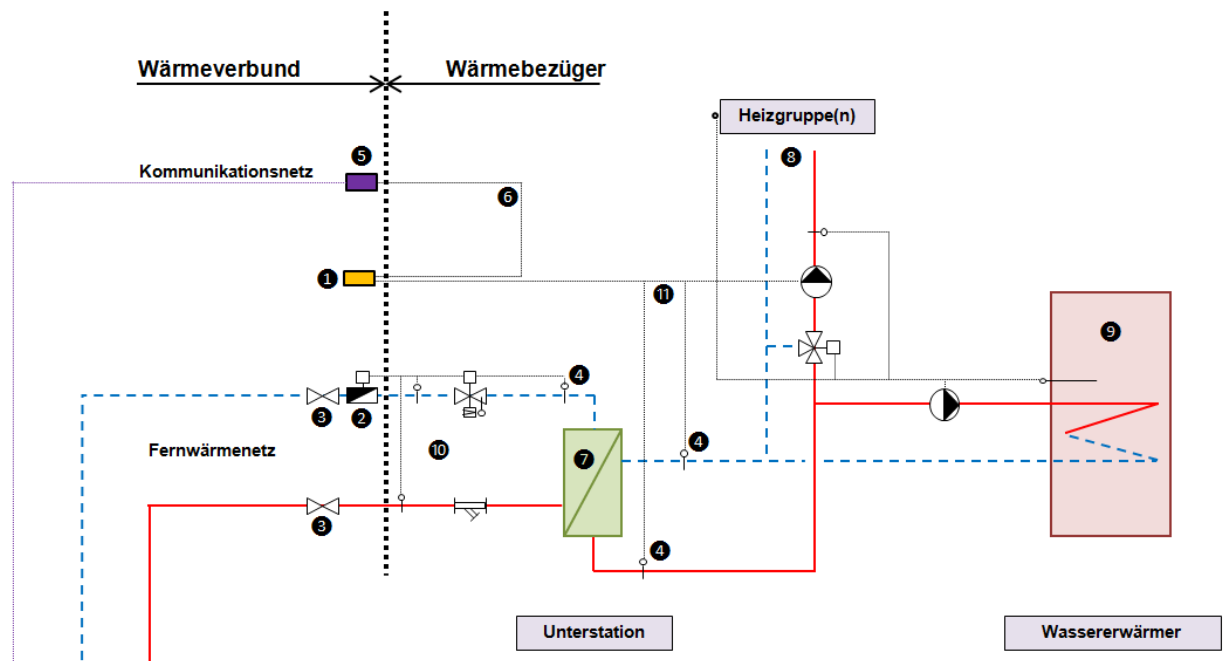 Wärmeverbund
Wärmebezüger
Heizgruppe(n)
5
8
Kommunikationsnetz
6
1
11
9
4
3
2
4
Fernwärmenetz
10
7
3
4
Unterstation
Wassererwärmer